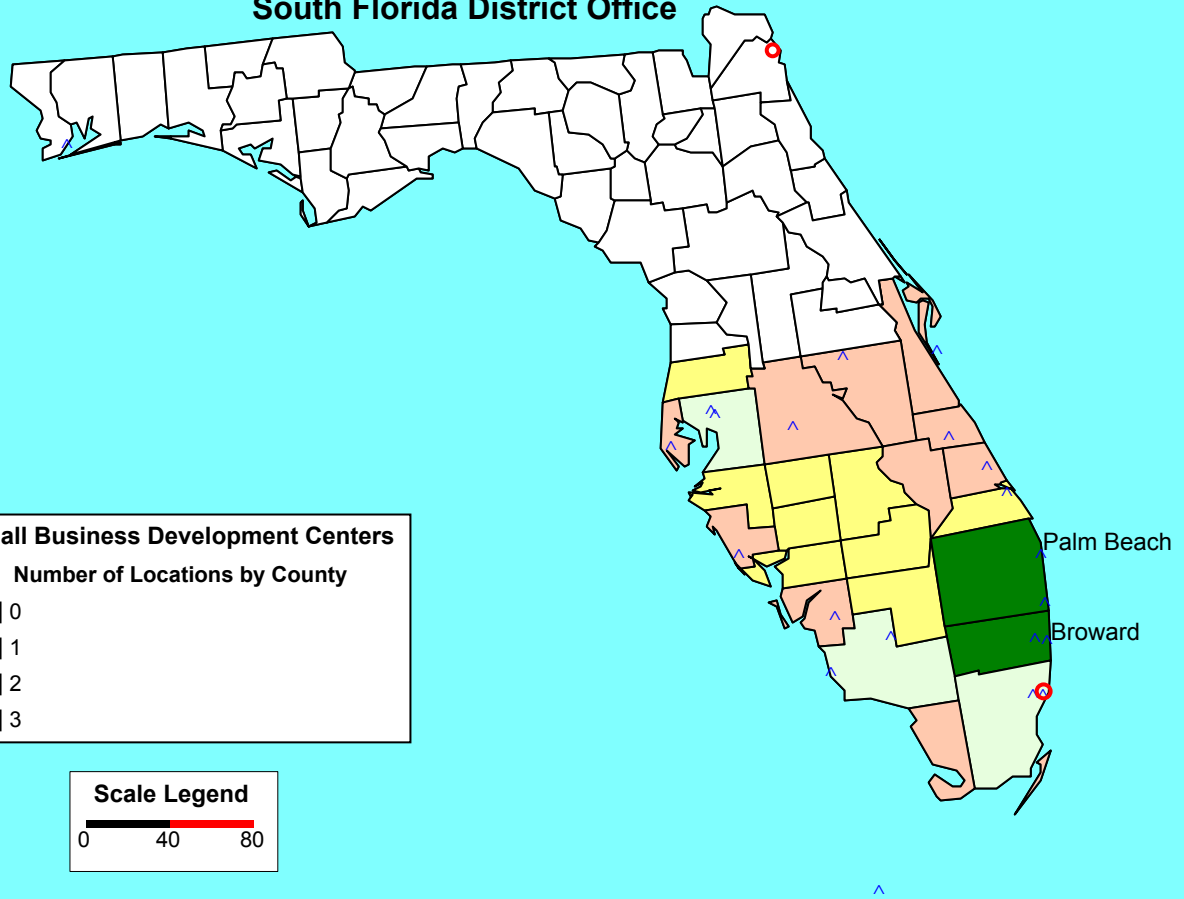 South Florida District Office
all Business Development Centers
Number of Locations by County
0
1
2
3
Palm Beach
Broward
Scale Legend
0 40 80